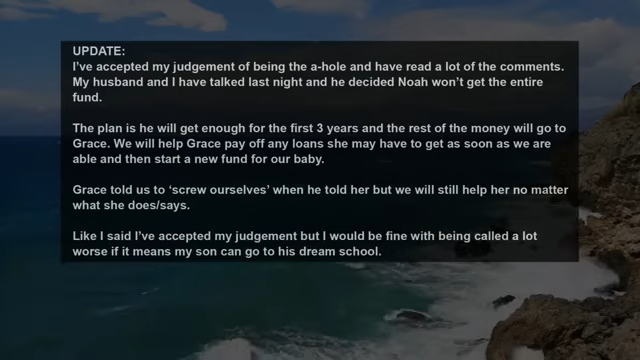 UPDATE:
I've accepted my judgement of being the a-hole and have read a lot of the comments.
My husband and I have talked last night and he decided Noah won't get the entire
fund.
The plan is he will get enough for the first 3 years and the rest of the money will go to
Grace. We will help Grace pay off any loans she may have to get as soon as we are
able and then start a new fund for our baby.
Grace told us to 'screw ourselves' when he told her but we will still help her no matter
what she does/says.
Like I said I've accepted my judgement but I would be fine with being called a lot
worse if it means my son can go to his dream school.